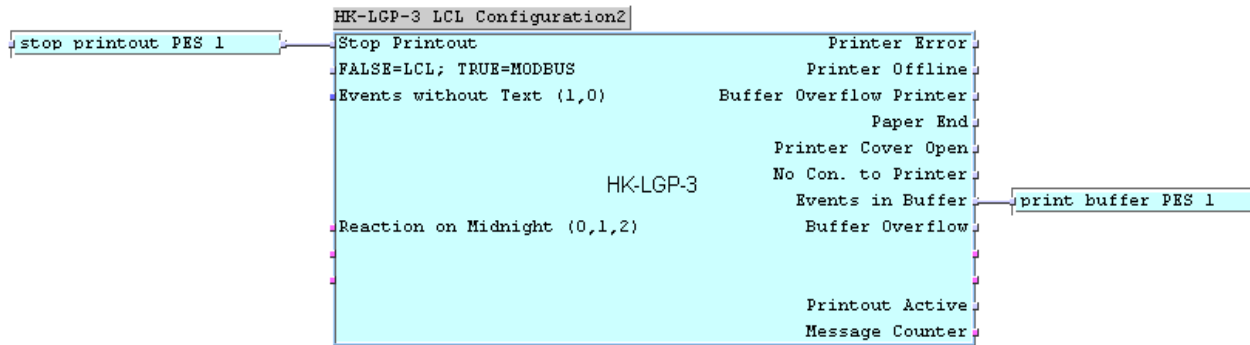 HK-LGP-3 LCL Configuration2
stop printout PES 1
Stop Printout
Printer Error
FALSE=LCL; TRUE=MODBUS
Printer Offline
Events without Text (1,0)
Buffer Overflow Printer
Paper End
Printer Cover Open
HK-LGP-3
No Con. to Printer
Events in Buffer
print buffer PES 1
Reaction on Midnight (0,1,2)
Buffer Overflow
Printout Active
Message Counter